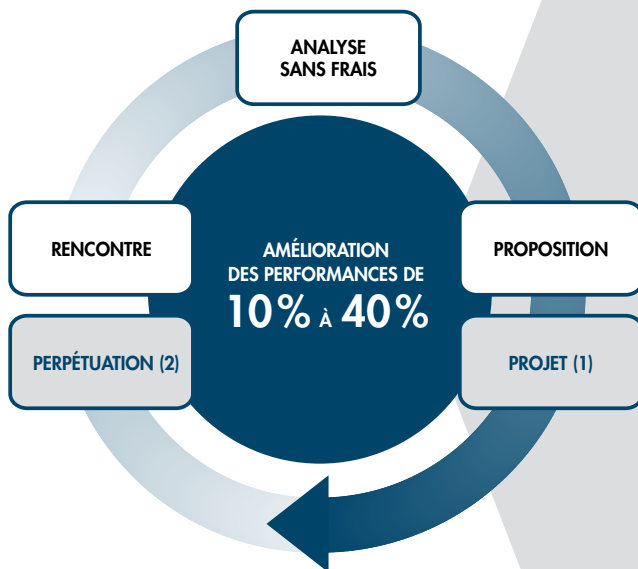 ANALYSE
SANS FRAIS
RENCONTRE
AMÉLIORATION
DES PERFORMANCES DE
10 % À 40 %
PROPOSITION
PERPÉTUATION (2)
PROJET (1)